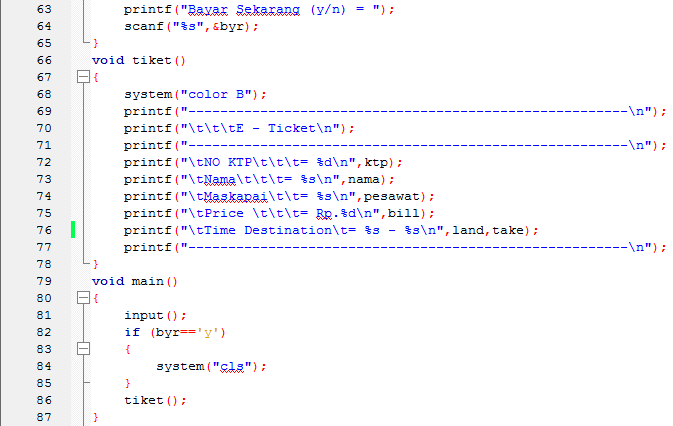 63 printf("Bayar Sekarang (y/n) = ");
64 scanf("%s",&byr);
65 }
66 void tiket()
67 {
68 system("color B");
69 printf("-------------------------------------------------------\n");
70 printf("\t\t\tE - Ticket\n");
71 printf("-------------------------------------------------------\n");
72 printf("\tNO KTP\t\t\t= %d\n",ktp);
73 printf("\tNama\t\t\t= %s\n",nama);
74 printf("\tMaskapai\t\t= %s\n",pesawat);
75 printf("\tPrice \t\t\t= Rp.%d\n",bill);
76 printf("\tTime Destination\t= %s - %s\n",land,take);
77 printf("-------------------------------------------------------\n");
78 }
79 void main()
80 {
81 input();
82 if (byr=='y')
83 {
84 system("cls");
85 }
86 tiket();
87 }